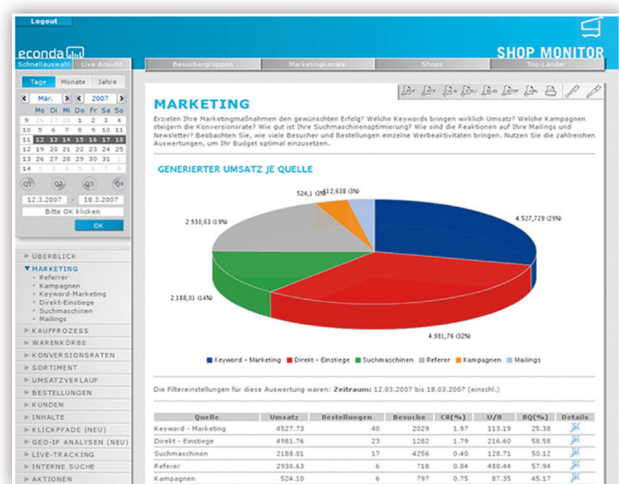 Logout
econda
SHOP MONITOR
Schnellauswahl Live Ansicht Besuchergruppen Marketingkanäle Shops Top-Länder
Tage Monate Jahre
Mär. 2007
Mo Di Mi Do Fr Sa So
9 26 27 28 1 2 3 4
10 5 6 7 8 9 10 11
11 12 13 14 15 16 17 18
12 19 20 21 22 23 24 25
13 26 27 28 29 30 31 1
14 2 3 4 5 6 7 8
Q1 Q2 Q3 Q4
12.3.2007 - 18.3.2007
Bitte OK klicken
OK
ÜBERBLICK
MARKETING
- Referrer
- Kampagnen
- Keyword-Marketing
- Direkt-Einstiege
- Suchmaschinen
- Mailings
KAUFPROZESS
WARENKÖRBE
KONVERSIONSRATEN
SORTIMENT
UMSATZVERLAUF
BESTELLUNGEN
KUNDEN
INHALTE
KLICKPFADE (NEU)
GEO-IP ANALYSEN (NEU)
LIVE-TRACKING
INTERNE SUCHE
AKTIONEN
MARKETING
Erzielen Ihre Marketingmaßnahmen den gewünschten Erfolg? Welche Keywords bringen wirklich Umsatz? Welche Kampagnen
steigern die Konversionsrate? Wie gut ist Ihre Suchmaschinenoptimierung? Wie sind die Reaktionen auf Ihre Mailings und
Newsletter? Beobachten Sie, wie viele Besucher und Bestellungen einzelne Werbeaktivitäten bringen. Nutzen Sie die zahlreichen
Auswertungen, um Ihr Budget optimal einzusetzen.
GENERIERTER UMSATZ JE QUELLE
524,1 (3%)
412,638 (3%)
2.930,63 (19%)
4.527,729 (29%)
2.188,01 (14%)
4.981,76 (32%)
Keyword - Marketing Direkt - Einstiege Suchmaschinen Referer Kampagnen Mailings
Die Filtereinstellungen für diese Auswertung waren: Zeitraum: 12.03.2007 bis 18.03.2007 (einschl.)
Quelle Umsatz Bestellungen Besuche CR(%) U/B BQ(%) Details
Keyword - Marketing 4527.73 40 2029 1.97 113.19 25.38
Direkt - Einstiege 4981.76 23 1282 1.79 216.60 58.58
Suchmaschinen 2188.01 17 4256 0.40 128.71 50.12
Referer 2930.63 6 718 0.84 488.44 57.94
Kampagnen 524.10 6 797 0.75 87.35 45.17